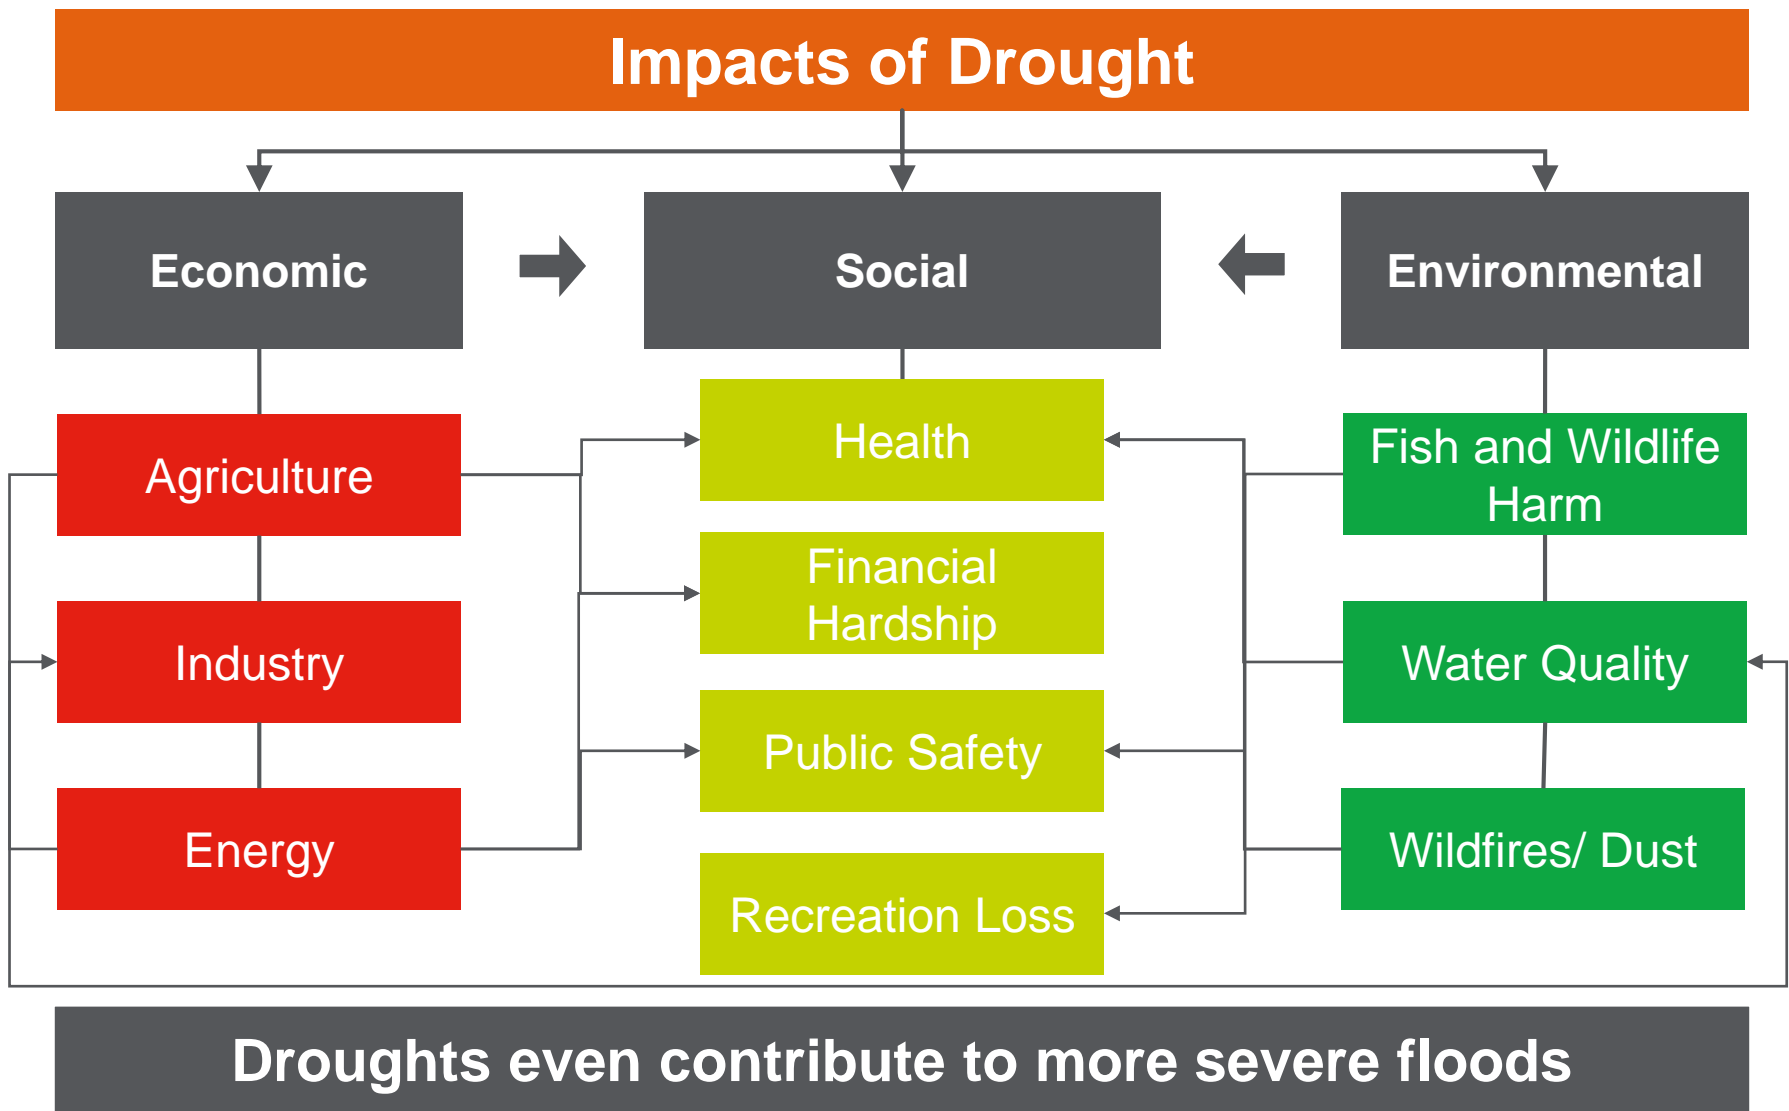 Impacts of Drought
Economic
Social
Environmental
Agriculture
Industry
Energy
Health
Financial
Hardship
Public Safety
Recreation Loss
Fish and Wildlife
Harm
Water Quality
Wildfires/ Dust
Droughts even contribute to more severe floods